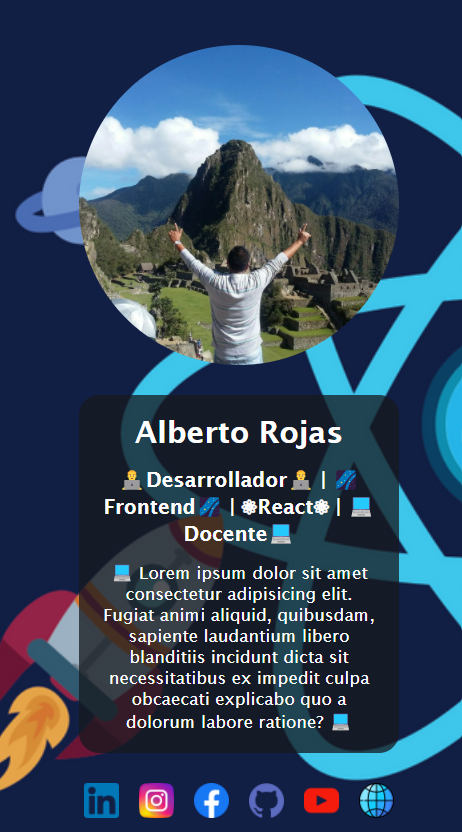 Alberto Rojas
👨‍💻Desarrollador👨‍💻 | 🌌
Frontend🌌 | ⚛React⚛ | 💻
Docente💻
💻 Lorem ipsum dolor sit amet
consectetur adipisicing elit.
Fugiat animi aliquid, quibusdam,
sapiente laudantium libero
blanditiis incidunt dicta sit
necessitatibus ex impedit culpa
obcaecati explicabo quo a
dolorum labore ratione? 💻
in